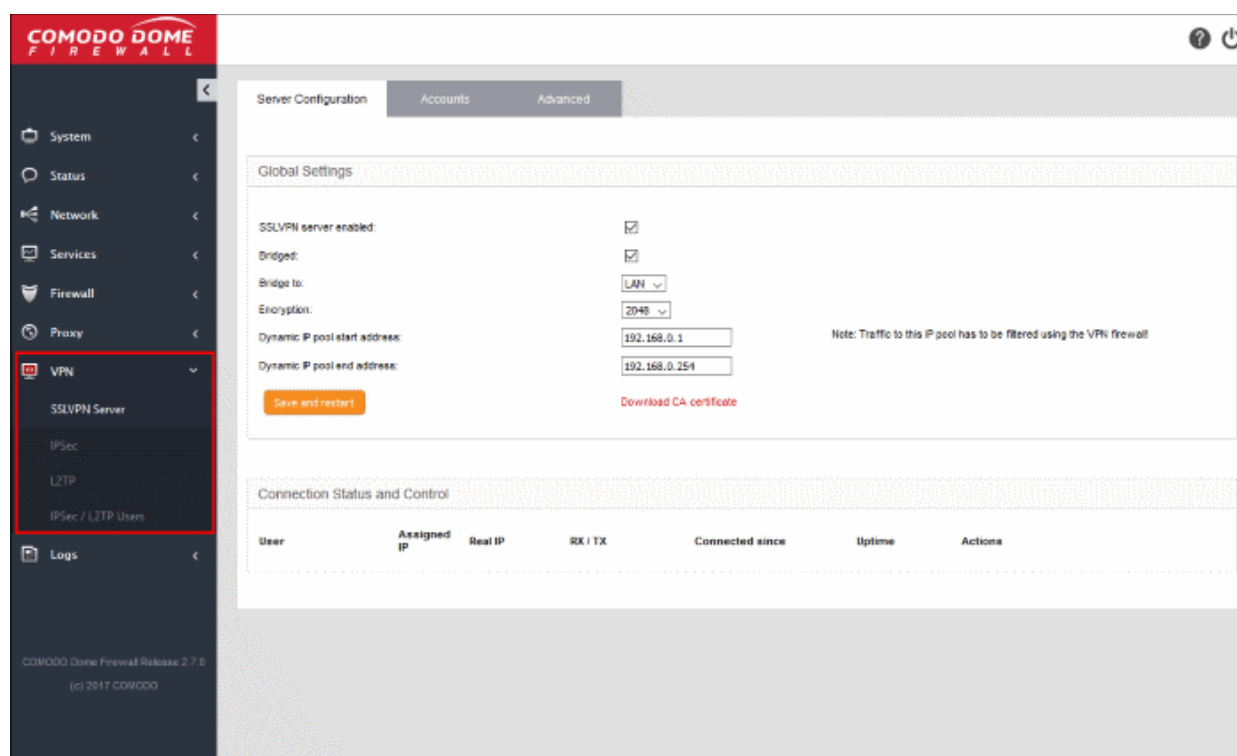 COMODO DOME
FIREWALL
System
Status
Network
Services
Firewall
Proxy
VPN
SSLVPN Server
IPSec
L2TP
IPSec / L2TP Users
Logs
COMODO Dome Firewall Release 2.7.0
(c) 2017 COMODO
Server Configuration
Accounts
Advanced
Global Settings
SSLVPN server enabled:
Bridged:
Bridge to: LAN
Encryption: 2048
Dynamic IP pool start address: 192.168.0.1 Note: Traffic to this IP pool has to be filtered using the VPN firewall!
Dynamic IP pool end address: 192.168.0.254
Save and restart Download CA certificate
Connection Status and Control
User Assigned IP Real IP RX / TX Connected since Uptime Actions